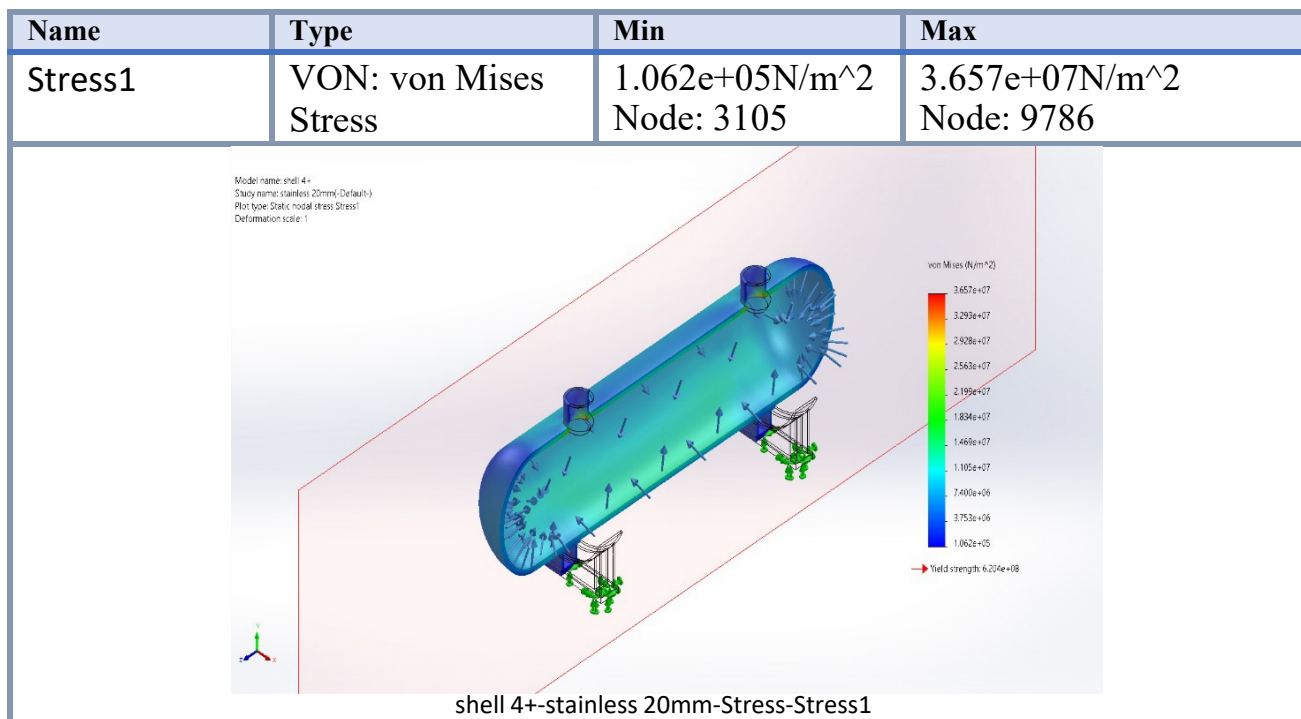 Name Type Min Max
Stress1 VON: von Mises Stress 1.062e+05N/m^2 Node: 3105 3.657e+07N/m^2 Node: 9786
Model name: shell 4+
Study name: stainless 20mm(-Default-)
Plot type: Static nodal stress Stress1
Deformation scale: 1
von Mises (N/m^2)
3.657e+07
3.293e+07
2.928e+07
2.563e+07
2.199e+07
1.834e+07
1.469e+07
1.105e+07
7.400e+06
3.753e+06
1.062e+05
Yield strength: 6.204e+08
Y
Z X
shell 4+-stainless 20mm-Stress-Stress1